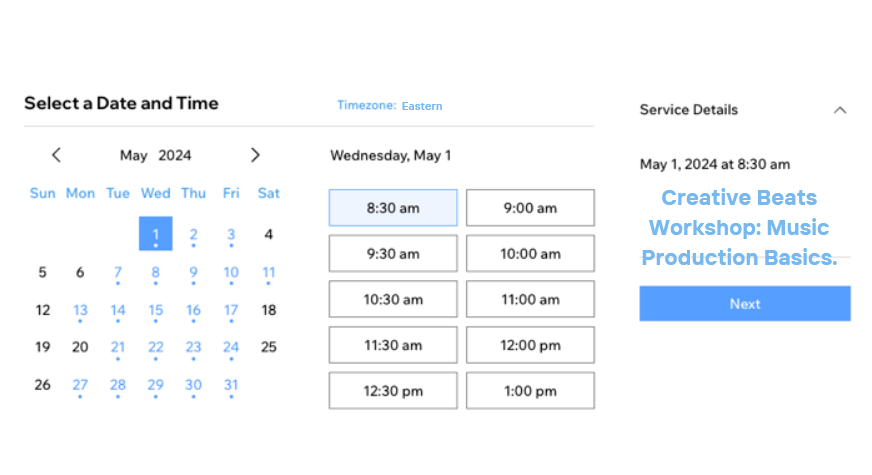 Select a Date and Time
Timezone: Eastern
May 2024
Sun Mon Tue Wed Thu Fri Sat
1 2 3 4
5 6 7 8 9 10 11
12 13 14 15 16 17 18
19 20 21 22 23 24 25
26 27 28 29 30 31
Wednesday, May 1
8:30 am 9:00 am
9:30 am 10:00 am
10:30 am 11:00 am
11:30 am 12:00 pm
12:30 pm 1:00 pm
Service Details
May 1, 2024 at 8:30 am
Creative Beats
Workshop: Music
Production Basics.
Next